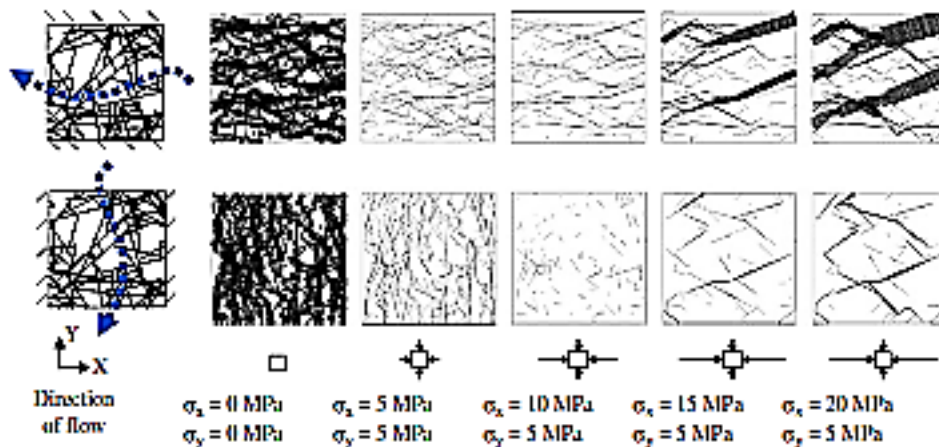 Y
X
Direction
of flow
σx = 0 MPa
σy = 0 MPa
σx = 5 MPa
σy = 5 MPa
σx = 10 MPa
σy = 5 MPa
σx = 15 MPa
σy = 5 MPa
σx = 20 MPa
σy = 5 MPa